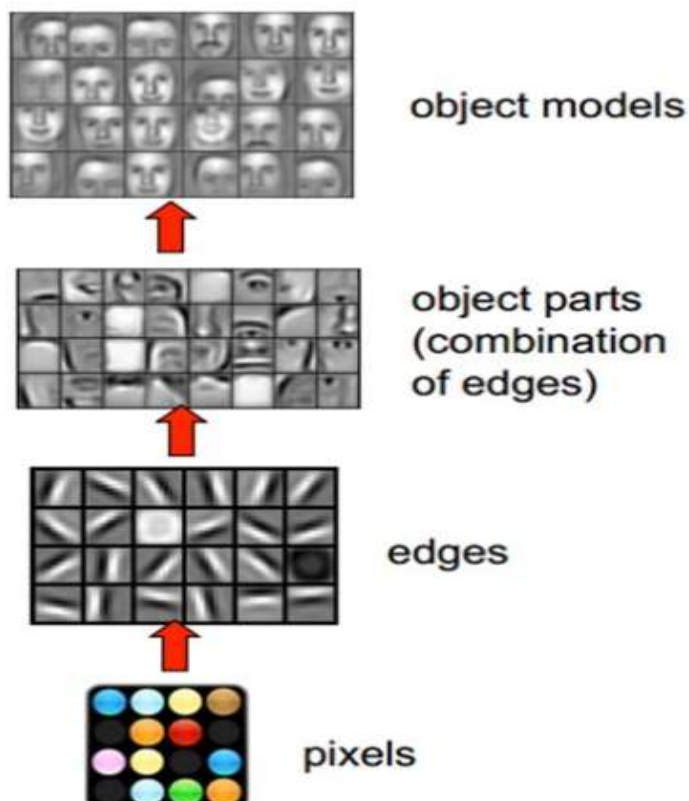 object models
object parts
(combination
of edges)
edges
pixels